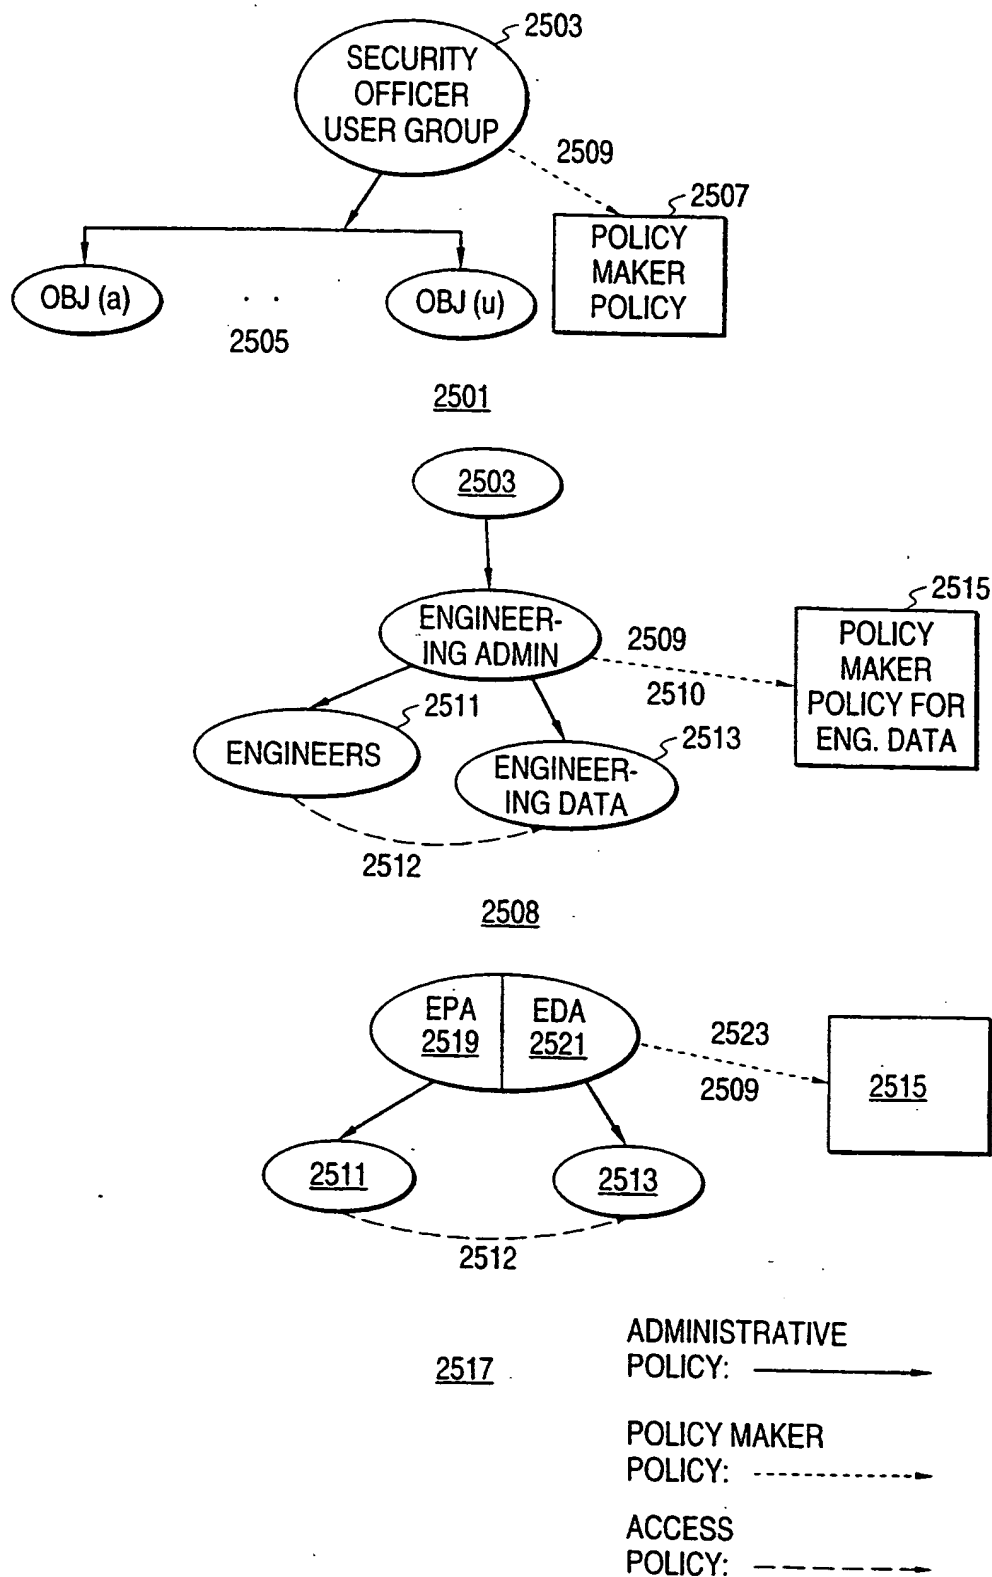 2503
SECURITY
OFFICER
USER GROUP
2509
2507
POLICY
MAKER
POLICY
OBJ (a)
. .
OBJ (u)
2505
2501
2503
ENGINEER-
ING ADMIN
2509
2510
2515
POLICY
MAKER
POLICY FOR
ENG. DATA
2511
ENGINEERS
2513
ENGINEER-
ING DATA
2512
2508
EPA
2519
EDA
2521
2523
2509
2515
2511
2513
2512
2517
ADMINISTRATIVE
POLICY:
POLICY MAKER
POLICY:
ACCESS
POLICY: